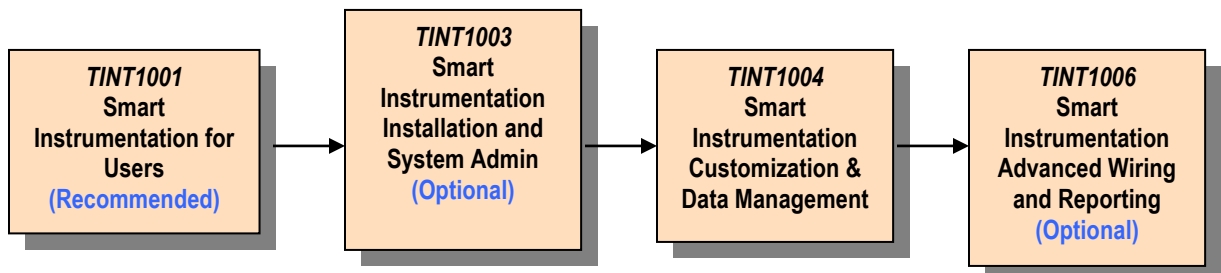 TINT1001
Smart
Instrumentation for
Users
(Recommended)
TINT1003
Smart
Instrumentation
Installation and
System Admin
(Optional)
TINT1004
Smart
Instrumentation
Customization &
Data Management
TINT1006
Smart
Instrumentation
Advanced Wiring
and Reporting
(Optional)